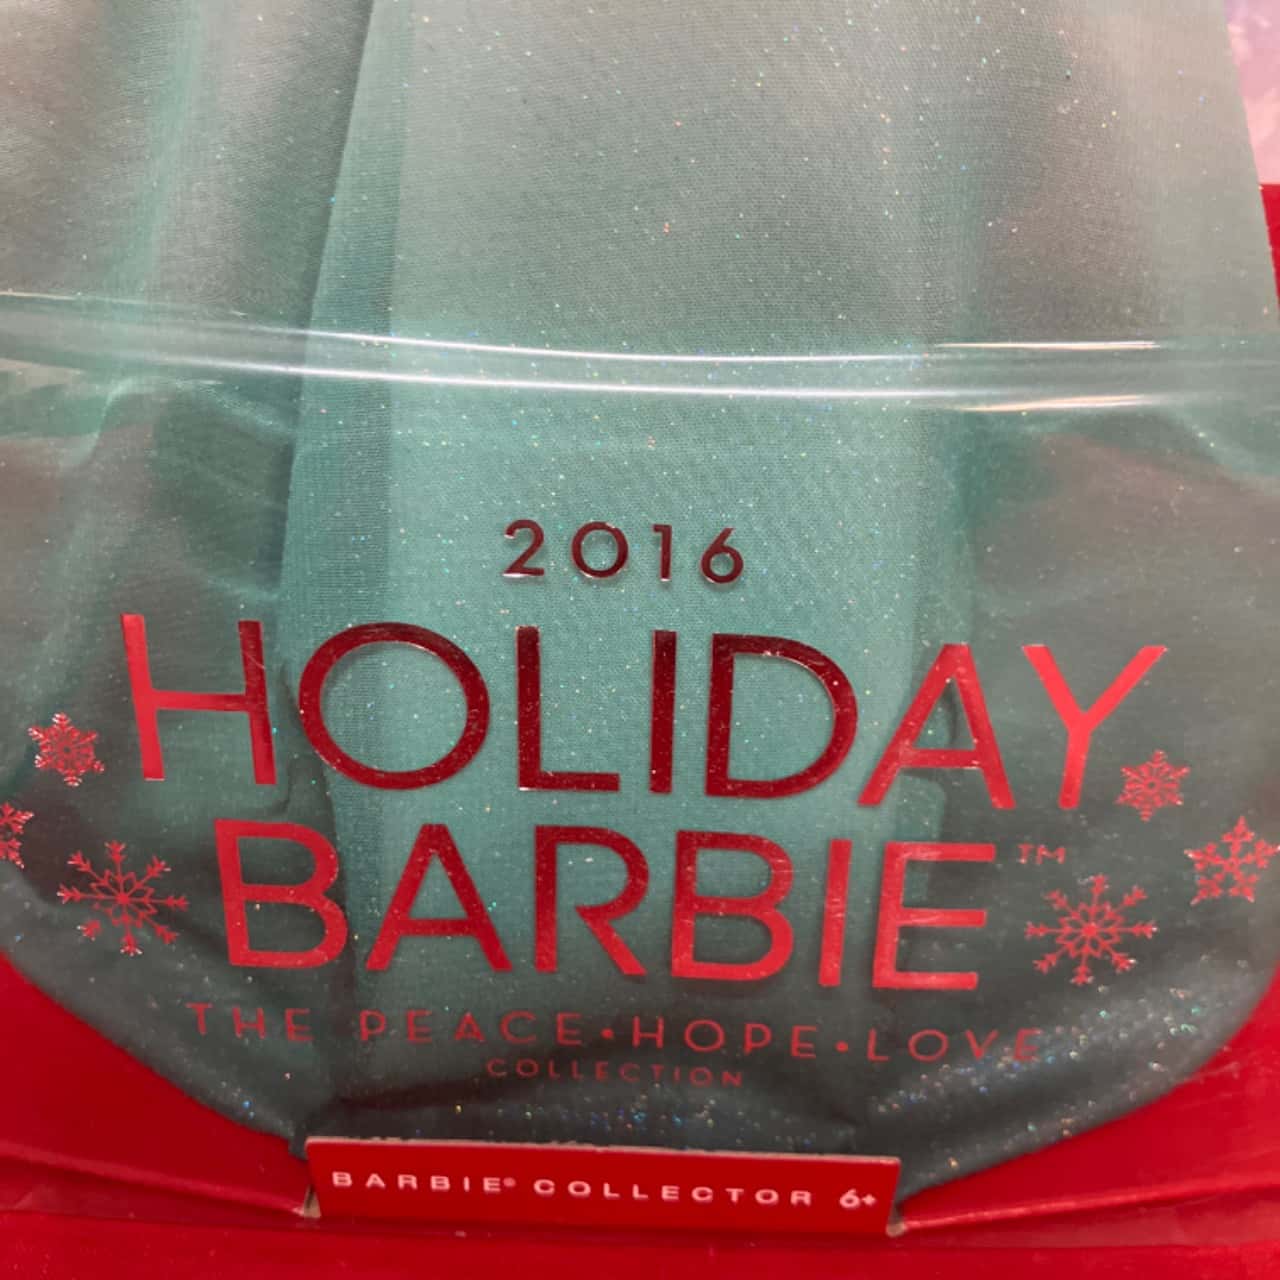 2016
HOLIDAY
BARBIE™
THE PEACE•HOPE•LOVE
COLLECTION
BARBIE® COLLECTOR 6+